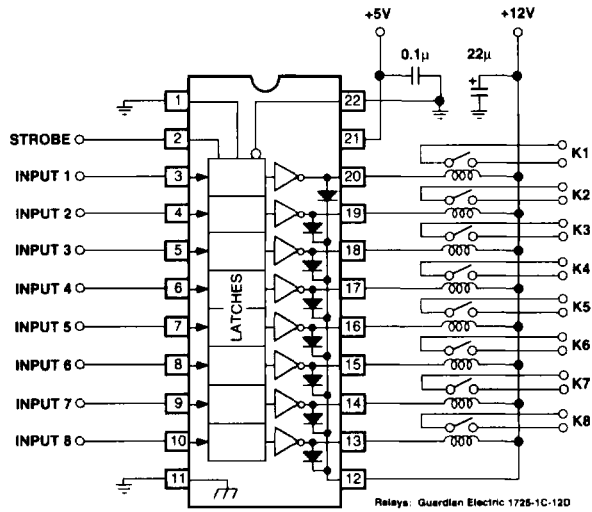 +5V +12V
0.1μ 22μ
+
1 22
STROBE 2 21
INPUT 1 3 20 K1
INPUT 2 4 19 K2
INPUT 3 5 18 K3
INPUT 4 6 17 K4
INPUT 5 7 16 K5
INPUT 6 8 15 K6
INPUT 7 9 14 K7
INPUT 8 10 13 K8
LATCHES
11 12
Relays: Guardian Electric 1725-1C-12D